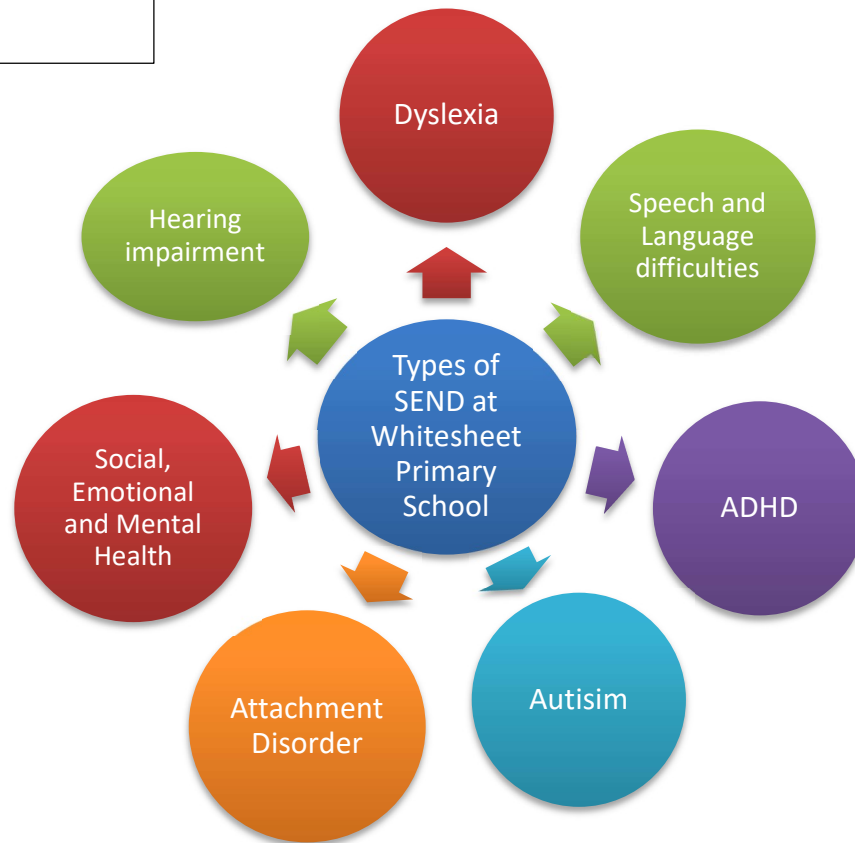 Dyslexia
Speech and
Language
difficulties
ADHD
Autisim
Attachment
Disorder
Social,
Emotional
and Mental
Health
Hearing
impairment
Types of
SEND at
Whitesheet
Primary
School